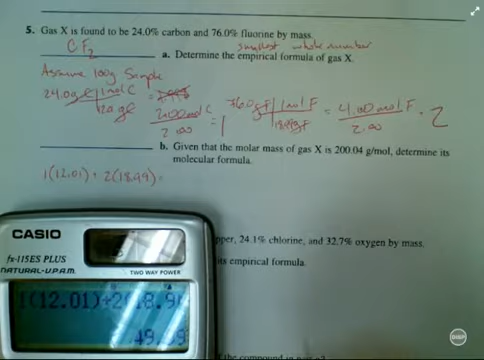 5. Gas X is found to be 24.0% carbon and 76.0% fluorine by mass.
CF2
smallest whole number
a. Determine the empirical formula of gas X.
Assume 100g Sample
24.0g C | 1 mol C =
12.0 g C
2.00 mol C
2.00
= 1
76.0g F | 1 mol F = 4.00 mol F = 2
18.99g F
2.00
b. Given that the molar mass of gas X is 200.04 g/mol, determine its
molecular formula.
1(12.01) + 2(18.99) =
pper, 24.1% chlorine, and 32.7% oxygen by mass.
its empirical formula.
CASIO
fx-115ES PLUS
NATURAL-V.P.A.M.
TWO WAY POWER
1(12.01)+2(18.99
49.99